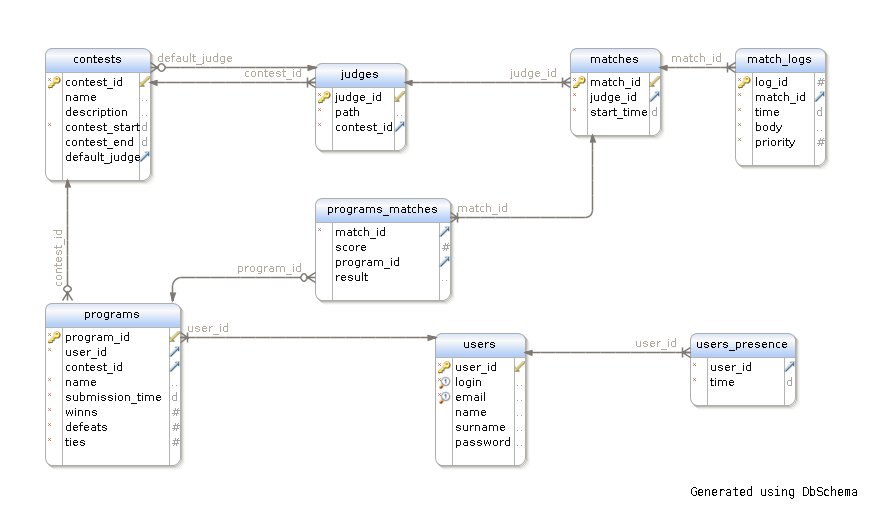 contests
contest_id
name
description
contest_start d
contest_end d
default_judge
default_judge
contest_id
judges
judge_id
path
contest_id
judge_id
matches
match_id
judge_id
start_time d
match_id
match_logs
log_id #
match_id
time d
body
priority #
programs_matches
match_id
score #
program_id
result
match_id
program_id
contest_id
programs
program_id
user_id
contest_id
name
submission_time d
winns #
defeats #
ties #
user_id
users
user_id
login
email
name
surname
password
user_id
users_presence
user_id
time d
Generated using DbSchema